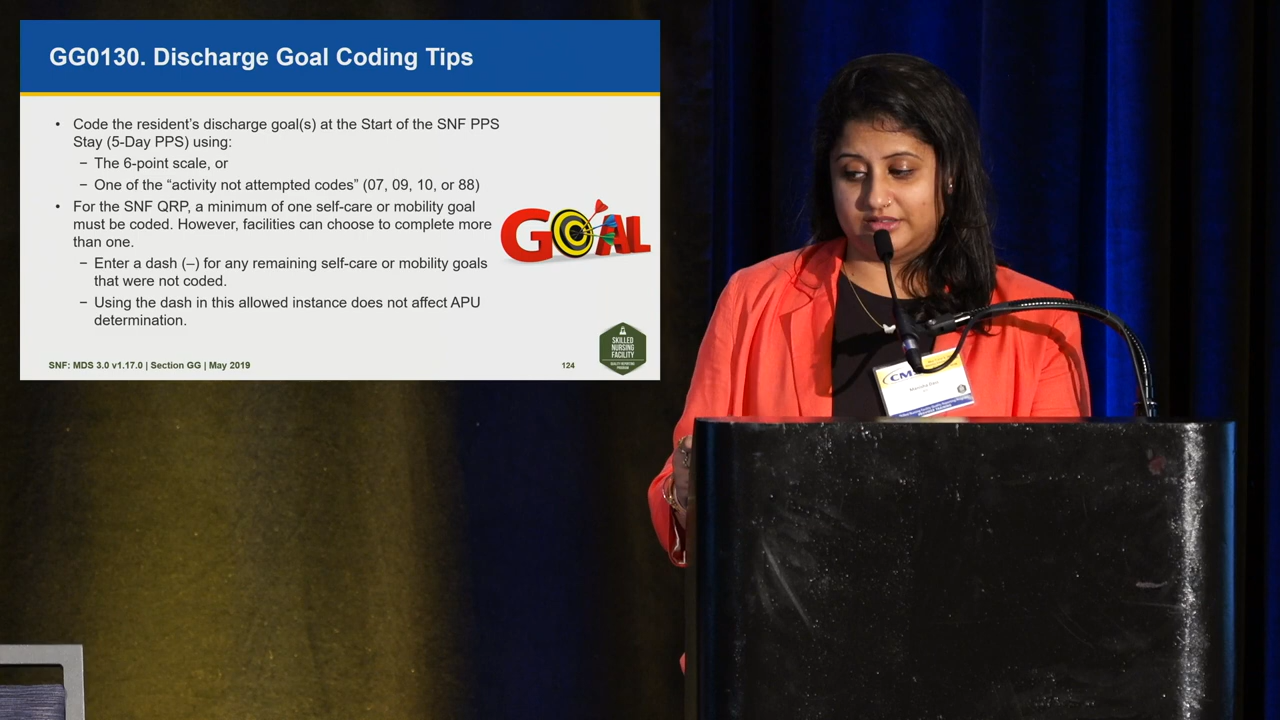 GG0130. Discharge Goal Coding Tips
• Code the resident’s discharge goal(s) at the Start of the SNF PPS
Stay (5-Day PPS) using:
− The 6-point scale, or
− One of the “activity not attempted codes” (07, 09, 10, or 88)
• For the SNF QRP, a minimum of one self-care or mobility goal
must be coded. However, facilities can choose to complete more
than one.
− Enter a dash (–) for any remaining self-care or mobility goals
that were not coded.
− Using the dash in this allowed instance does not affect APU
determination.
GOAL
SKILLED
NURSING
FACILITY
QUALITY REPORTING
PROGRAM
SNF: MDS 3.0 v1.17.0 | Section GG | May 2019
124
CMS